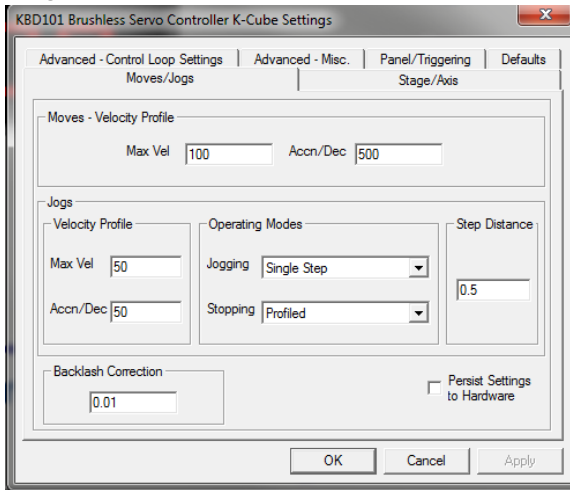 KBD101 Brushless Servo Controller K-Cube Settings
Advanced - Control Loop Settings Advanced - Misc. Panel/Triggering Defaults
Moves/Jogs Stage/Axis
Moves - Velocity Profile
Max Vel 100 Accn/Dec 500
Jogs
Velocity Profile Operating Modes Step Distance
Max Vel 50 Jogging Single Step
0.5
Accn/Dec 50 Stopping Profiled
Backlash Correction
0.01
Persist Settings
to Hardware
OK Cancel Apply